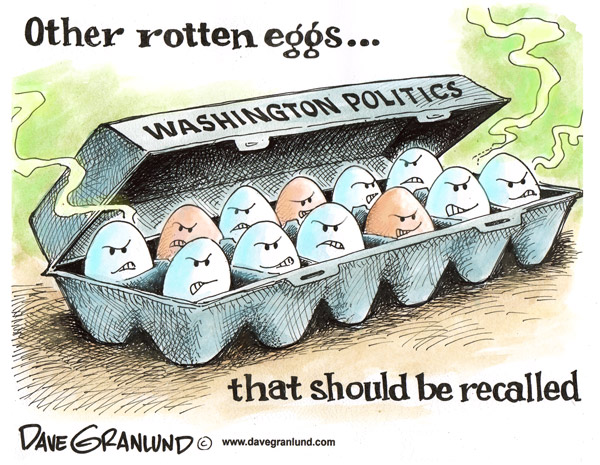 Other rotten eggs...
WASHINGTON POLITICS
that should be recalled
DAVE GRANLUND © www.davegranlund.com